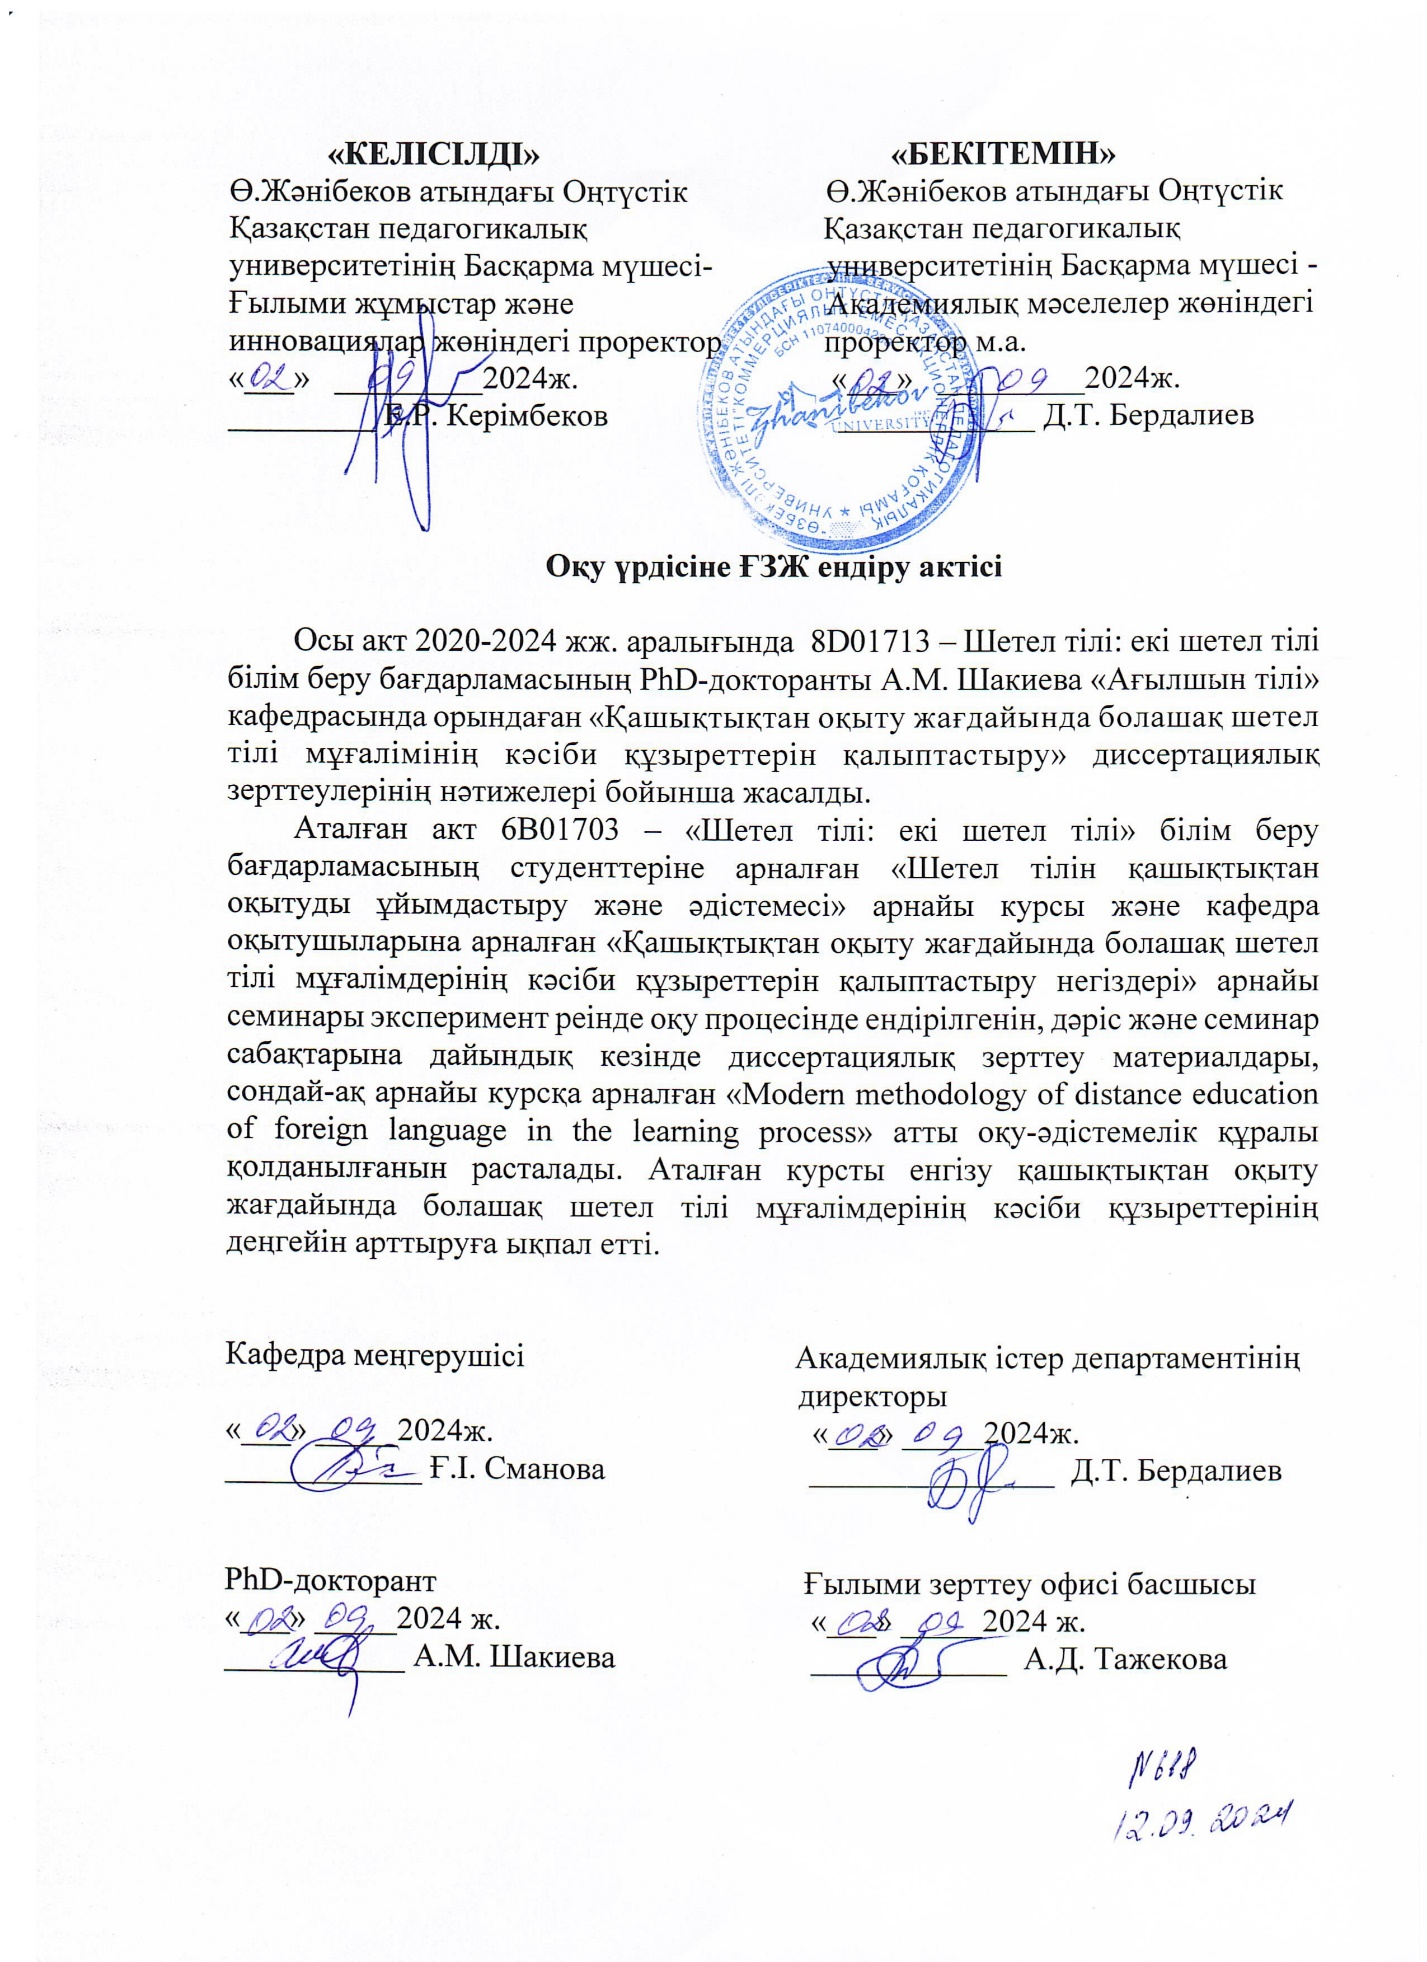 «КЕЛІСІЛДІ»
Ө.Жәнібеков атындағы Оңтүстік
Қазақстан педагогикалық
университетінің Басқарма мүшесі-
Ғылыми жұмыстар және
инновациялар жөніндегі проректор
«02» 09 2024ж.
Е.Р. Керімбеков
«БЕКІТЕМІН»
Ө.Жәнібеков атындағы Оңтүстік
Қазақстан педагогикалық
университетінің Басқарма мүшесі -
Академиялық мәселелер жөніндегі
проректор м.а.
«02» 09 2024ж.
Д.Т. Бердалиев
Zhanibekov
UNIVERSITY
Оқу үрдісіне ҒЗЖ ендіру актісі
Осы акт 2020-2024 жж. аралығында 8D01713 – Шетел тілі: екі шетел тілі
білім беру бағдарламасының PhD-докторанты А.М. Шакиева «Ағылшын тілі»
кафедрасында орындаған «Қашықтықтан оқыту жағдайында болашақ шетел
тілі мұғалімінің кәсіби құзыреттерін қалыптастыру» диссертациялық
зерттеулерінің нәтижелері бойынша жасалды.
Аталған акт 6В01703 – «Шетел тілі: екі шетел тілі» білім беру
бағдарламасының студенттеріне арналған «Шетел тілін қашықтықтан
оқытуды ұйымдастыру және әдістемесі» арнайы курсы және кафедра
оқытушыларына арналған «Қашықтықтан оқыту жағдайында болашақ шетел
тілі мұғалімдерінің кәсіби құзыреттерін қалыптастыру негіздері» арнайы
семинары эксперимент реінде оқу процесінде ендірілгенін, дәріс және семинар
сабақтарына дайындық кезінде диссертациялық зерттеу материалдары,
сондай-ақ арнайы курсқа арналған «Modern methodology of distance education
of foreign language in the learning process» атты оқу-әдістемелік құралы
қолданылғанын расталады. Аталған курсты енгізу қашықтықтан оқыту
жағдайында болашақ шетел тілі мұғалімдерінің кәсіби құзыреттерінің
деңгейін арттыруға ықпал етті.
Кафедра меңгерушісі
«02» 09 2024ж.
Ғ.І. Сманова
Академиялық істер департаментінің
директоры
«02» 09 2024ж.
Д.Т. Бердалиев
PhD-докторант
«02» 09 2024 ж.
А.М. Шакиева
Ғылыми зерттеу офисі басшысы
«02» 09 2024 ж.
А.Д. Тажекова
12.09.2024